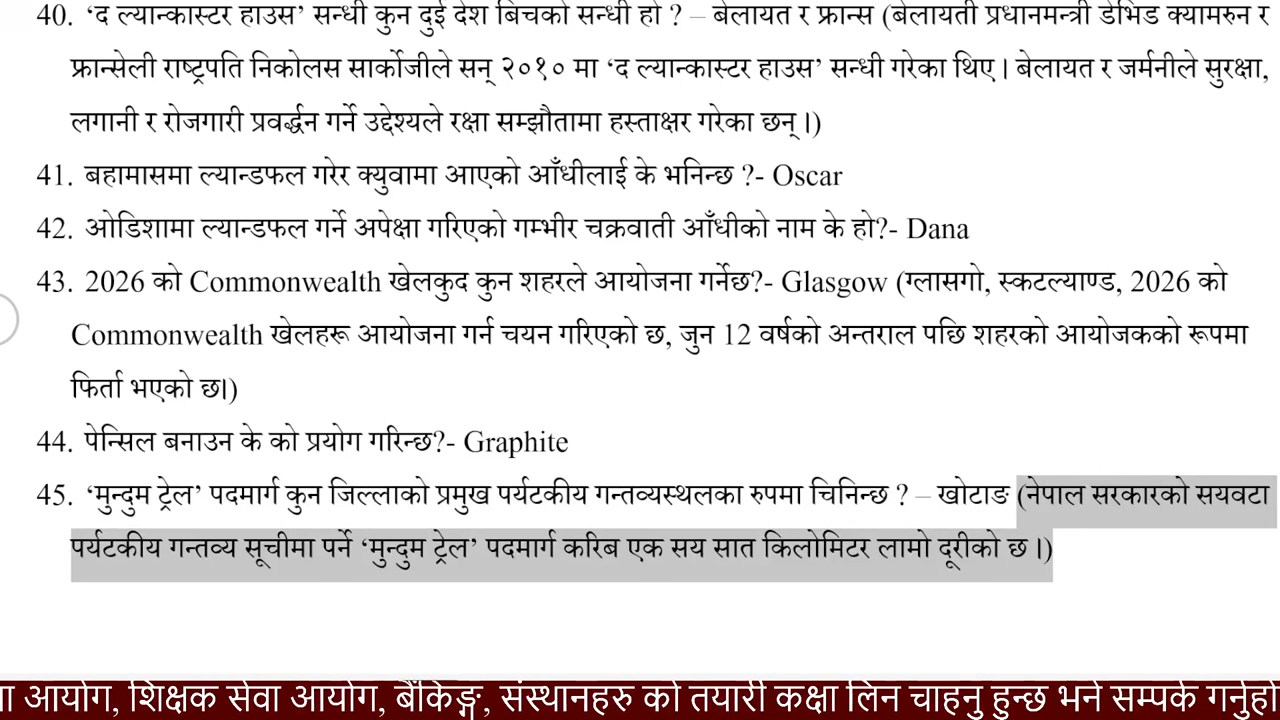 40. ‘द ल्यान्कास्टर हाउस’ सन्धी कुन दुई देश बिचको सन्धी हो ? – बेलायत र फ्रान्स (बेलायती प्रधानमन्त्री डेभिड क्यामरुन र
फ्रान्सेली राष्ट्रपति निकोलस सार्कोजीले सन् २०१० मा ‘द ल्यान्कास्टर हाउस’ सन्धी गरेका थिए । बेलायत र जर्मनीले सुरक्षा,
लगानी र रोजगारी प्रवर्द्धन गर्ने उद्देश्यले रक्षा सम्झौतामा हस्ताक्षर गरेका छन् ।)
41. बहामासमा ल्यान्डफल गरेर क्युवामा आएको आँधीलाई के भनिन्छ ?- Oscar
42. ओडिशामा ल्यान्डफल गर्ने अपेक्षा गरिएको गम्भीर चक्रवाती आँधीको नाम के हो?- Dana
43. 2026 को Commonwealth खेलकुद कुन शहरले आयोजना गर्नेछ?- Glasgow (ग्लासगो, स्कटल्याण्ड, 2026 को
Commonwealth खेलहरू आयोजना गर्न चयन गरिएको छ, जुन 12 वर्षको अन्तराल पछि शहरको आयोजकको रूपमा
फिर्ता भएको छ।)
44. पेन्सिल बनाउन के को प्रयोग गरिन्छ?- Graphite
45. ‘मुन्दुम ट्रेल’ पदमार्ग कुन जिल्लाको प्रमुख पर्यटकीय गन्तव्यस्थलका रुपमा चिनिन्छ ? – खोटाङ (नेपाल सरकारको सयवटा
पर्यटकीय गन्तव्य सूचीमा पर्ने ‘मुन्दुम ट्रेल’ पदमार्ग करिब एक सय सात किलोमिटर लामो दूरीको छ ।)
आयोग, शिक्षक सेवा आयोग, बैंकिङ्ग, संस्थानहरु को तयारी कक्षा लिन चाहनु हुन्छ भने सम्पर्क